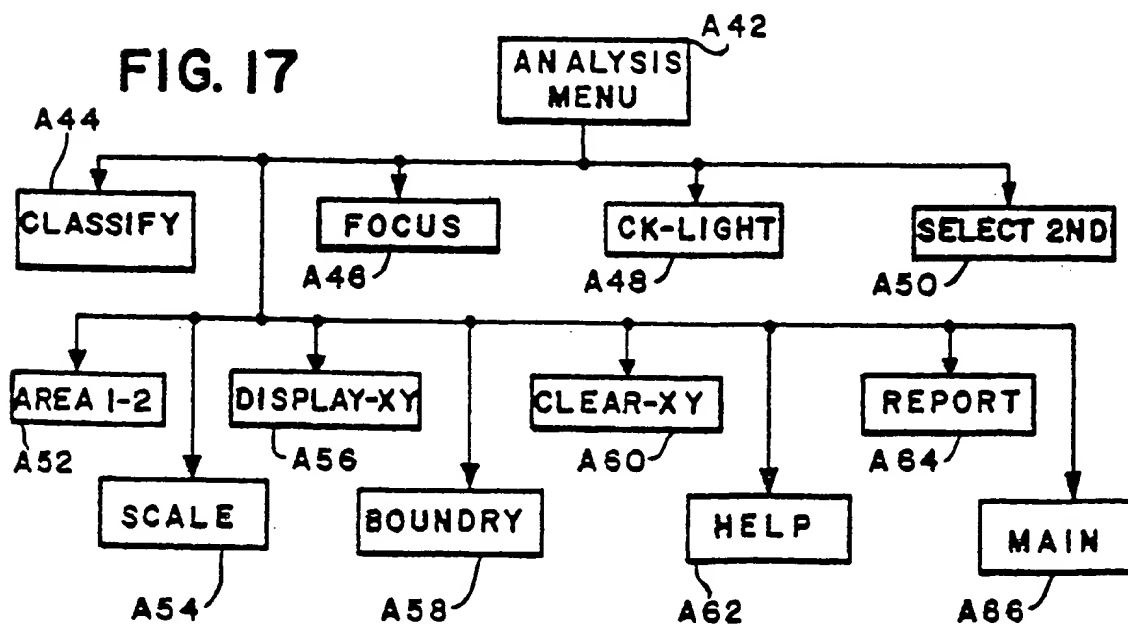 FIG. 17
A42
ANALYSIS
MENU
A44
CLASSIFY
FOCUS
CK-LIGHT
SELECT 2ND
A46
A48
A50
AREA 1-2
DISPLAY-XY
CLEAR-XY
REPORT
A52
A56
A60
A64
SCALE
BOUNDRY
HELP
MAIN
A54
A58
A62
A66